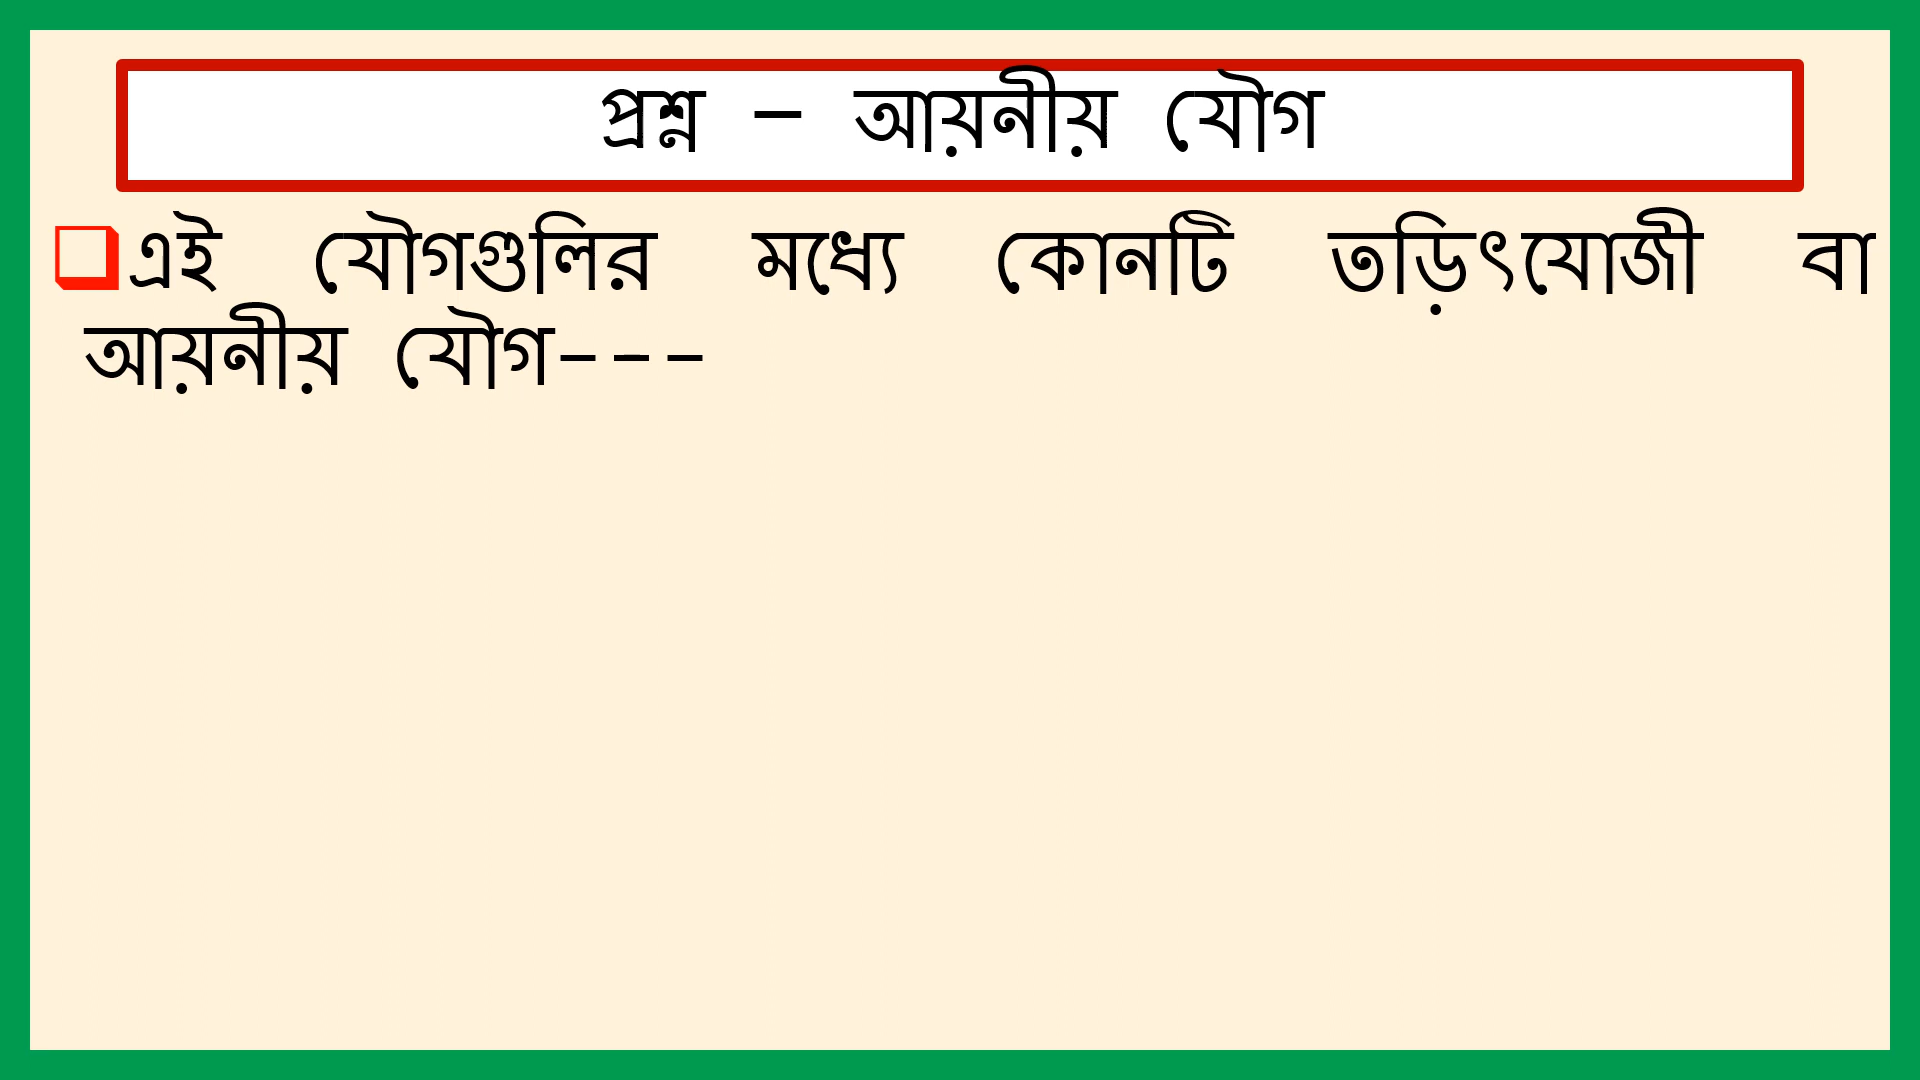 প্রশ্ন – আয়নীয় যৌগ
❑এই যৌগগুলির মধ্যে কোনটি তড়িৎযোজী বা
আয়নীয় যৌগ---